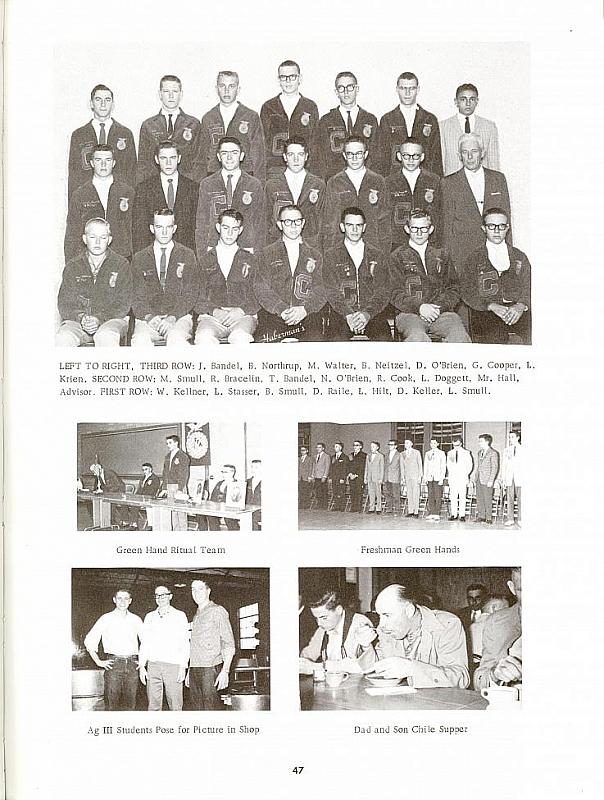 Huberman's
LEFT TO RIGHT, THIRD ROW: J. Bandel, B. Northrup, M. Walter, B. Neitzel, D. O'Brien, G. Cooper, L.
Krien. SECOND ROW: M. Smull, R. Bracelin, T. Bandel, N. O'Brien, R. Cook, L. Doggett, Mr. Hall,
Advisor. FIRST ROW: W. Kellner, L. Stasser, B. Smull, D. Raile, L. Hilt, D. Keller, L. Smull.
Green Hand Ritual Team
Freshman Green Hands
Ag III Students Pose for Picture in Shop
Dad and Son Chile Supper
47